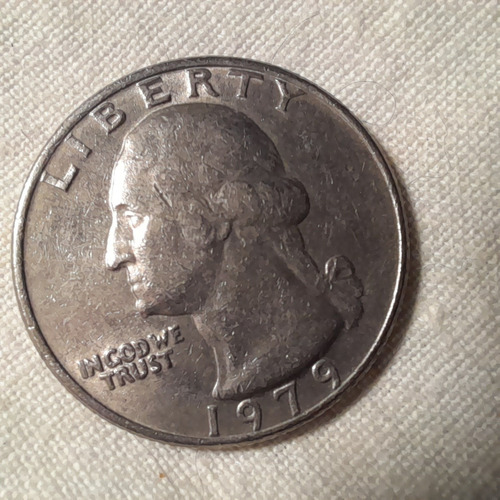 LIBERTY
IN GOD WE
TRUST
1979